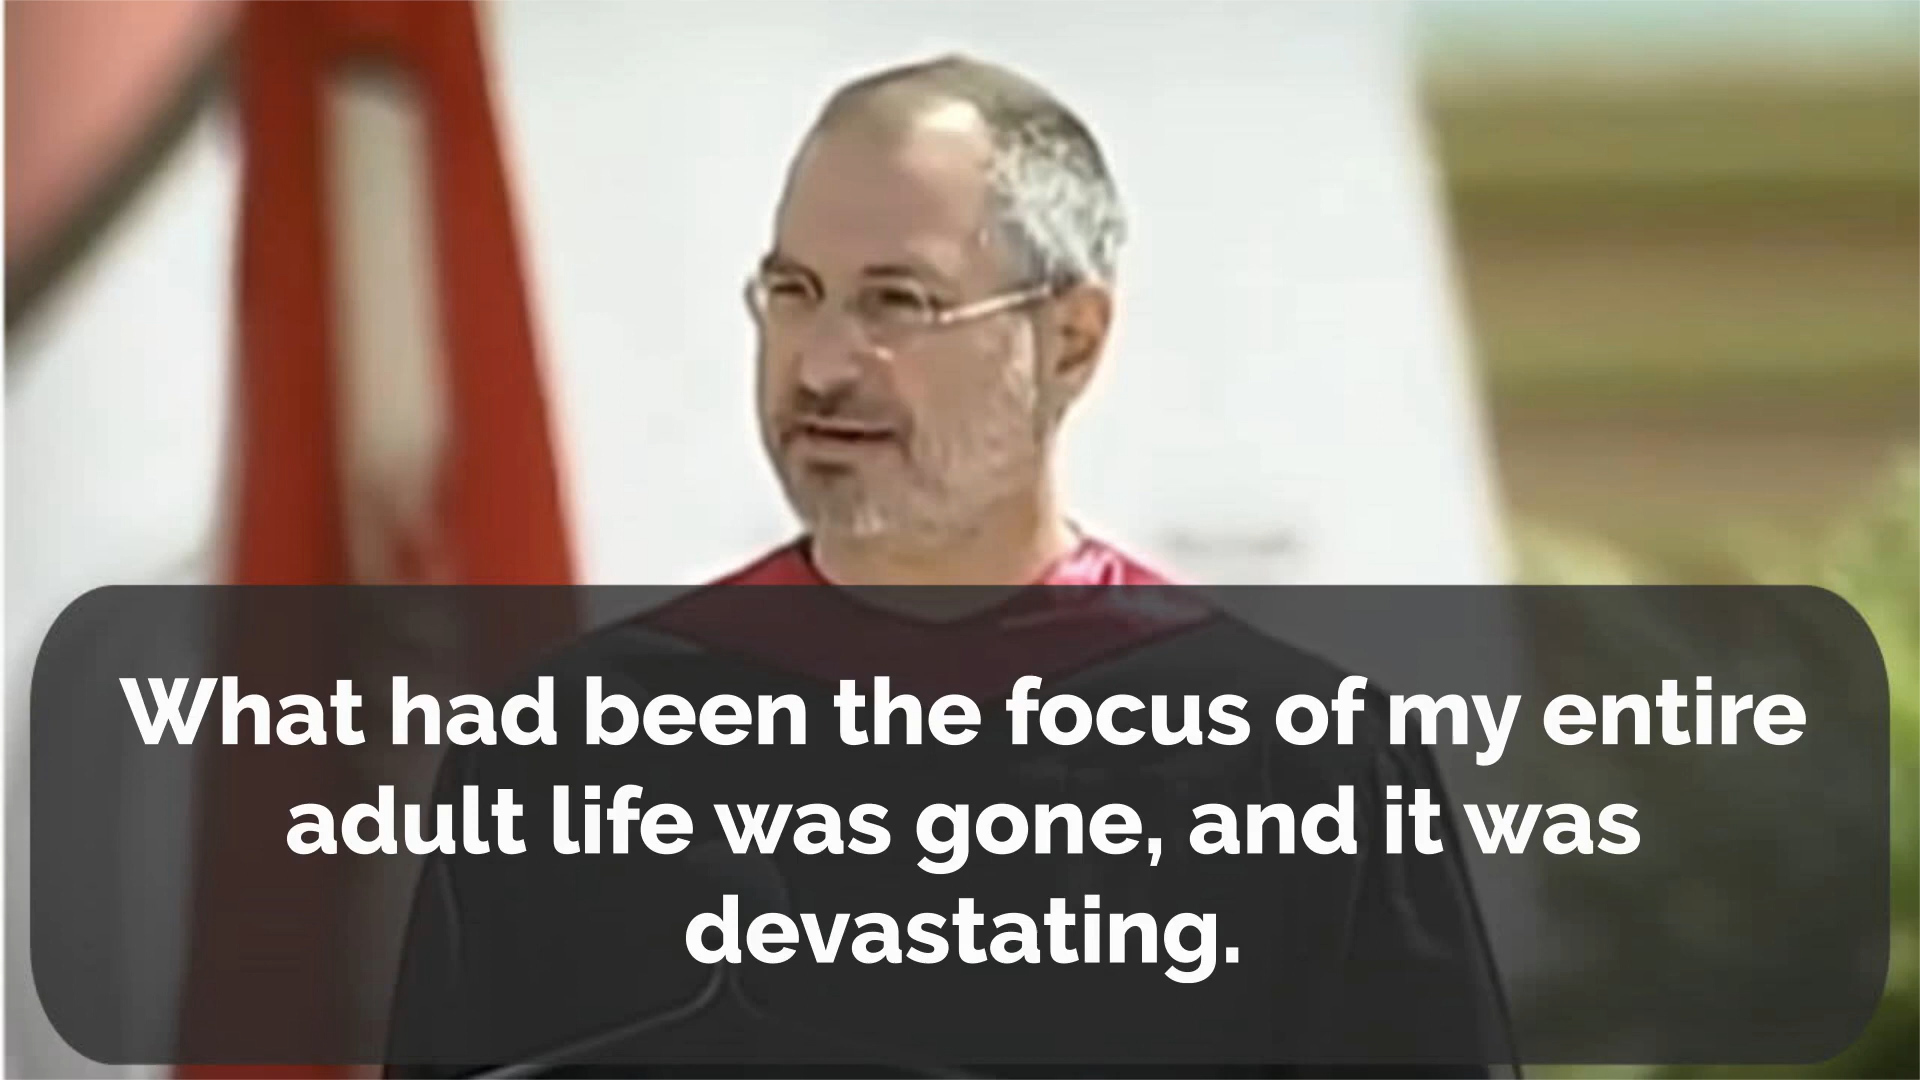 What had been the focus of my entire
adult life was gone, and it was
devastating.